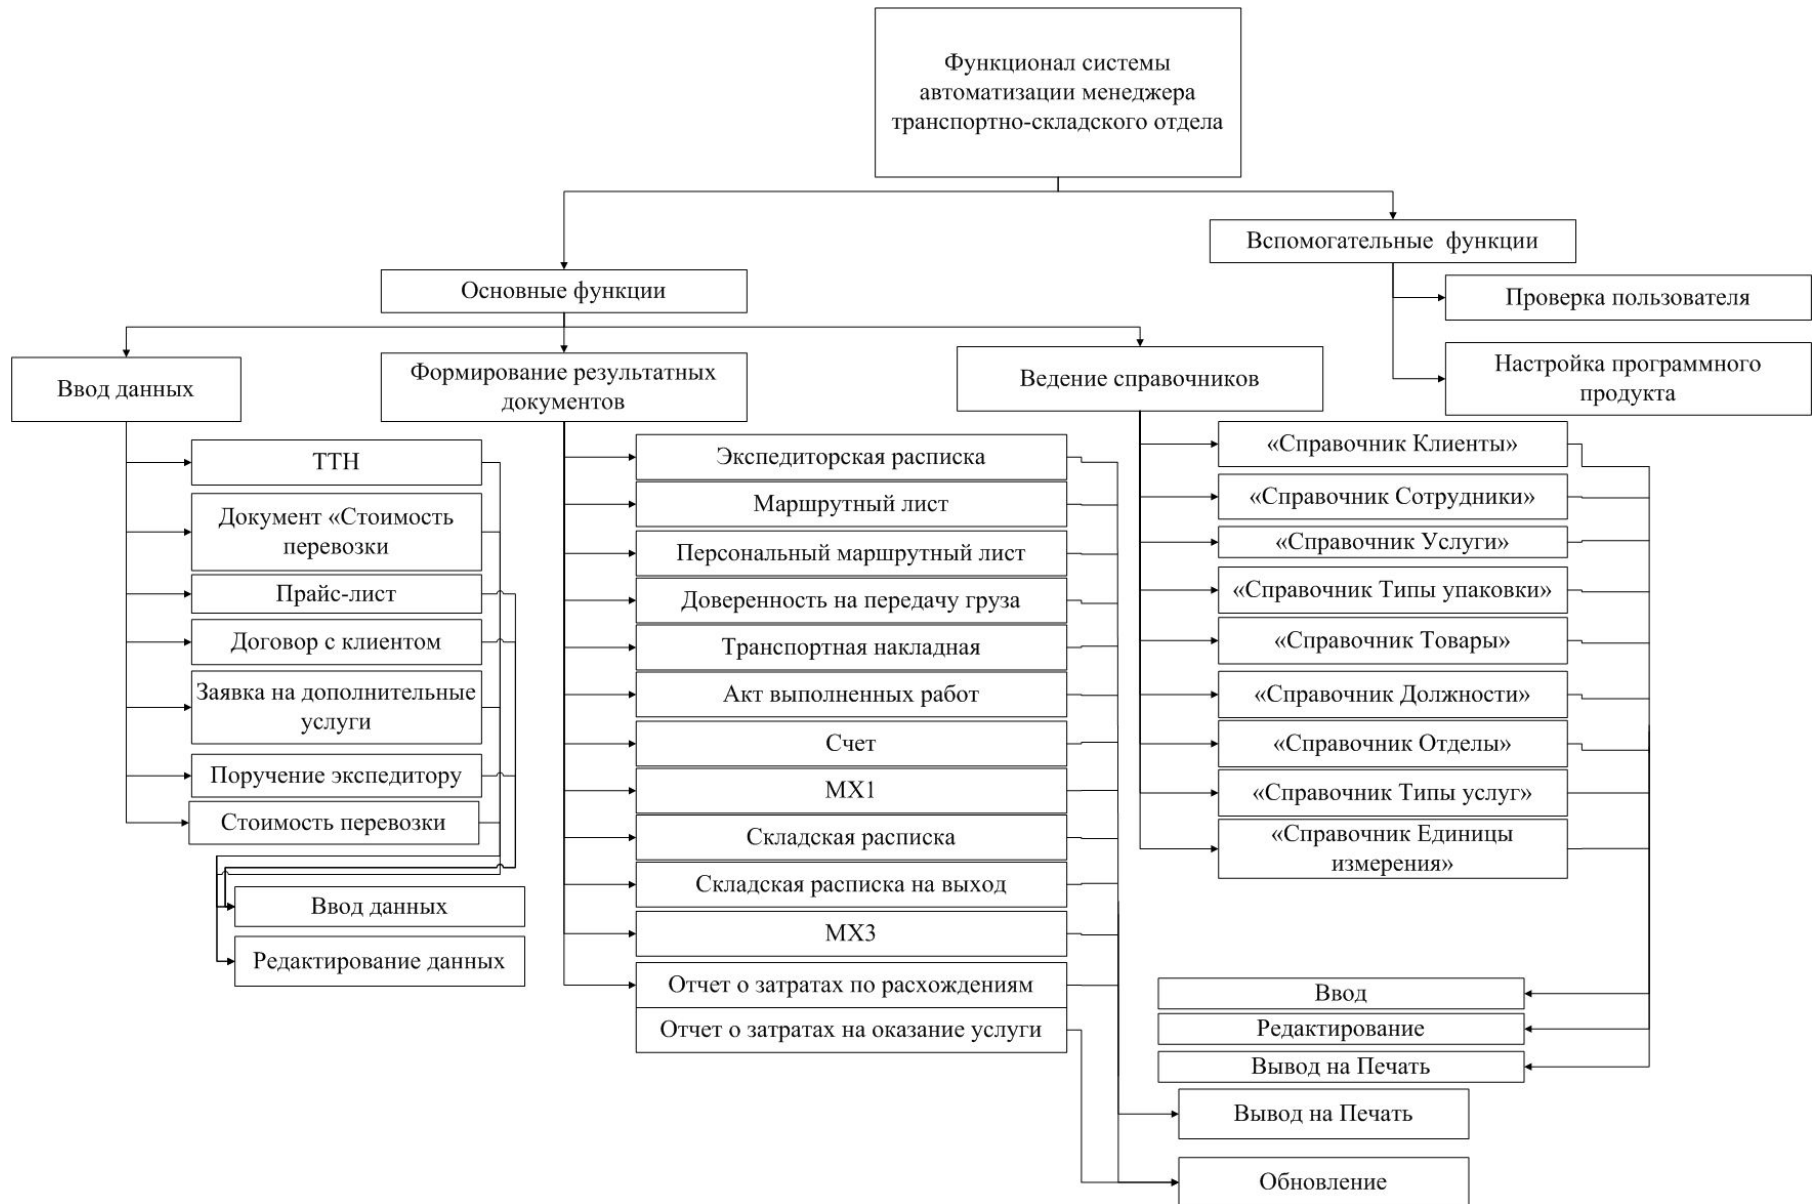 Функционал системы
автоматизации менеджера
транспортно-складского отдела
Вспомогательные функции
Проверка пользователя
Настройка программного
продукта
Основные функции
Ввод данных
ТТН
Документ «Стоимость
перевозки
Прайс-лист
Договор с клиентом
Заявка на дополнительные
услуги
Поручение экспедитору
Стоимость перевозки
Ввод данных
Редактирование данных
Формирование результатных
документов
Экспедиторская расписка
Маршрутный лист
Персональный маршрутный лист
Доверенность на передачу груза
Транспортная накладная
Акт выполненных работ
Счет
МХ1
Складская расписка
Складская расписка на выход
МХ3
Отчет о затратах по расхождениям
Отчет о затратах на оказание услуги
Ведение справочников
«Справочник Клиенты»
«Справочник Сотрудники»
«Справочник Услуги»
«Справочник Типы упаковки»
«Справочник Товары»
«Справочник Должности»
«Справочник Отделы»
«Справочник Типы услуг»
«Справочник Единицы
измерения»
Ввод
Редактирование
Вывод на Печать
Вывод на Печать
Обновление